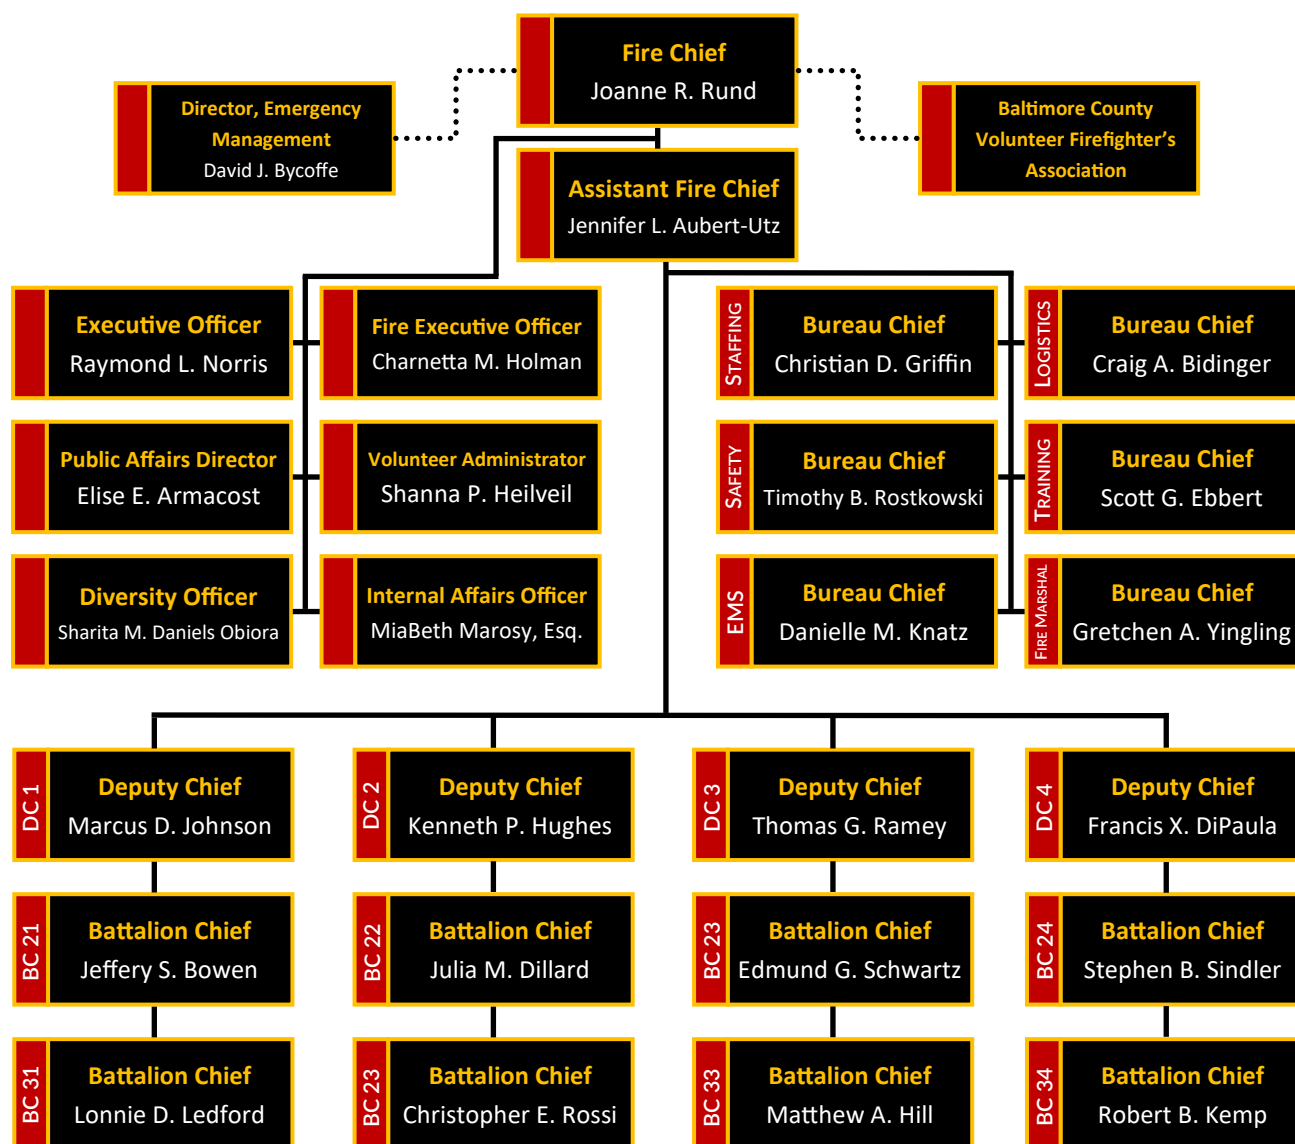 Fire Chief
Joanne R. Rund
Director, Emergency
Management
David J. Bycoffe
Baltimore County
Volunteer Firefighter’s
Association
Assistant Fire Chief
Jennifer L. Aubert-Utz
Executive Officer
Raymond L. Norris
Fire Executive Officer
Charnetta M. Holman
STAFFING
Bureau Chief
Christian D. Griffin
LOGISTICS
Bureau Chief
Craig A. Bidinger
Public Affairs Director
Elise E. Armacost
Volunteer Administrator
Shanna P. Heilveil
SAFETY
Bureau Chief
Timothy B. Rostkowski
TRAINING
Bureau Chief
Scott G. Ebbert
Diversity Officer
Sharita M. Daniels Obiora
Internal Affairs Officer
MiaBeth Marosy, Esq.
EMS
Bureau Chief
Danielle M. Knatz
FIRE MARSHAL
Bureau Chief
Gretchen A. Yingling
DC 1
Deputy Chief
Marcus D. Johnson
DC 2
Deputy Chief
Kenneth P. Hughes
DC 3
Deputy Chief
Thomas G. Ramey
DC 4
Deputy Chief
Francis X. DiPaula
BC 21
Battalion Chief
Jeffery S. Bowen
BC 22
Battalion Chief
Julia M. Dillard
BC 23
Battalion Chief
Edmund G. Schwartz
BC 24
Battalion Chief
Stephen B. Sindler
BC 31
Battalion Chief
Lonnie D. Ledford
BC 23
Battalion Chief
Christopher E. Rossi
BC 33
Battalion Chief
Matthew A. Hill
BC 34
Battalion Chief
Robert B. Kemp